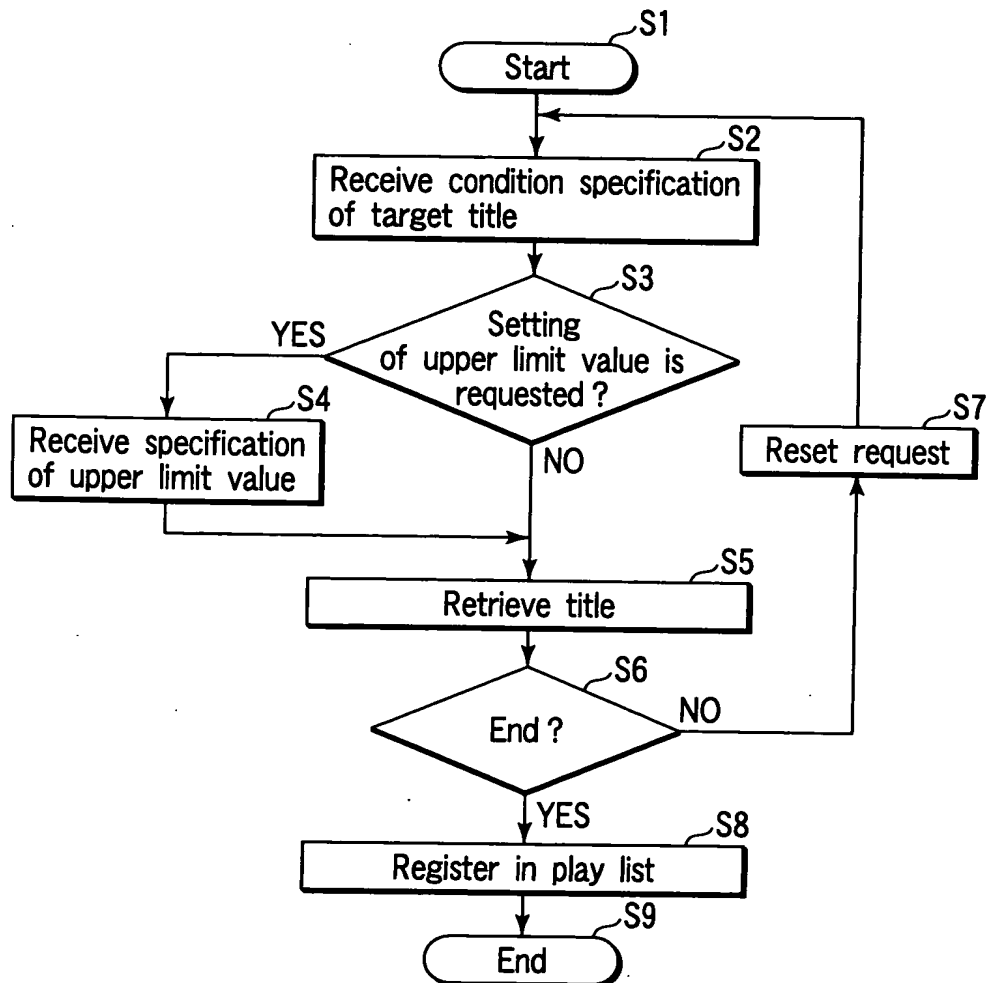 S1
Start
S2
Receive condition specification
of target title
S3
Setting
of upper limit value is
requested ?
YES
NO
S4
Receive specification
of upper limit value
S7
Reset request
S5
Retrieve title
S6
End ?
NO
YES
S8
Register in play list
S9
End